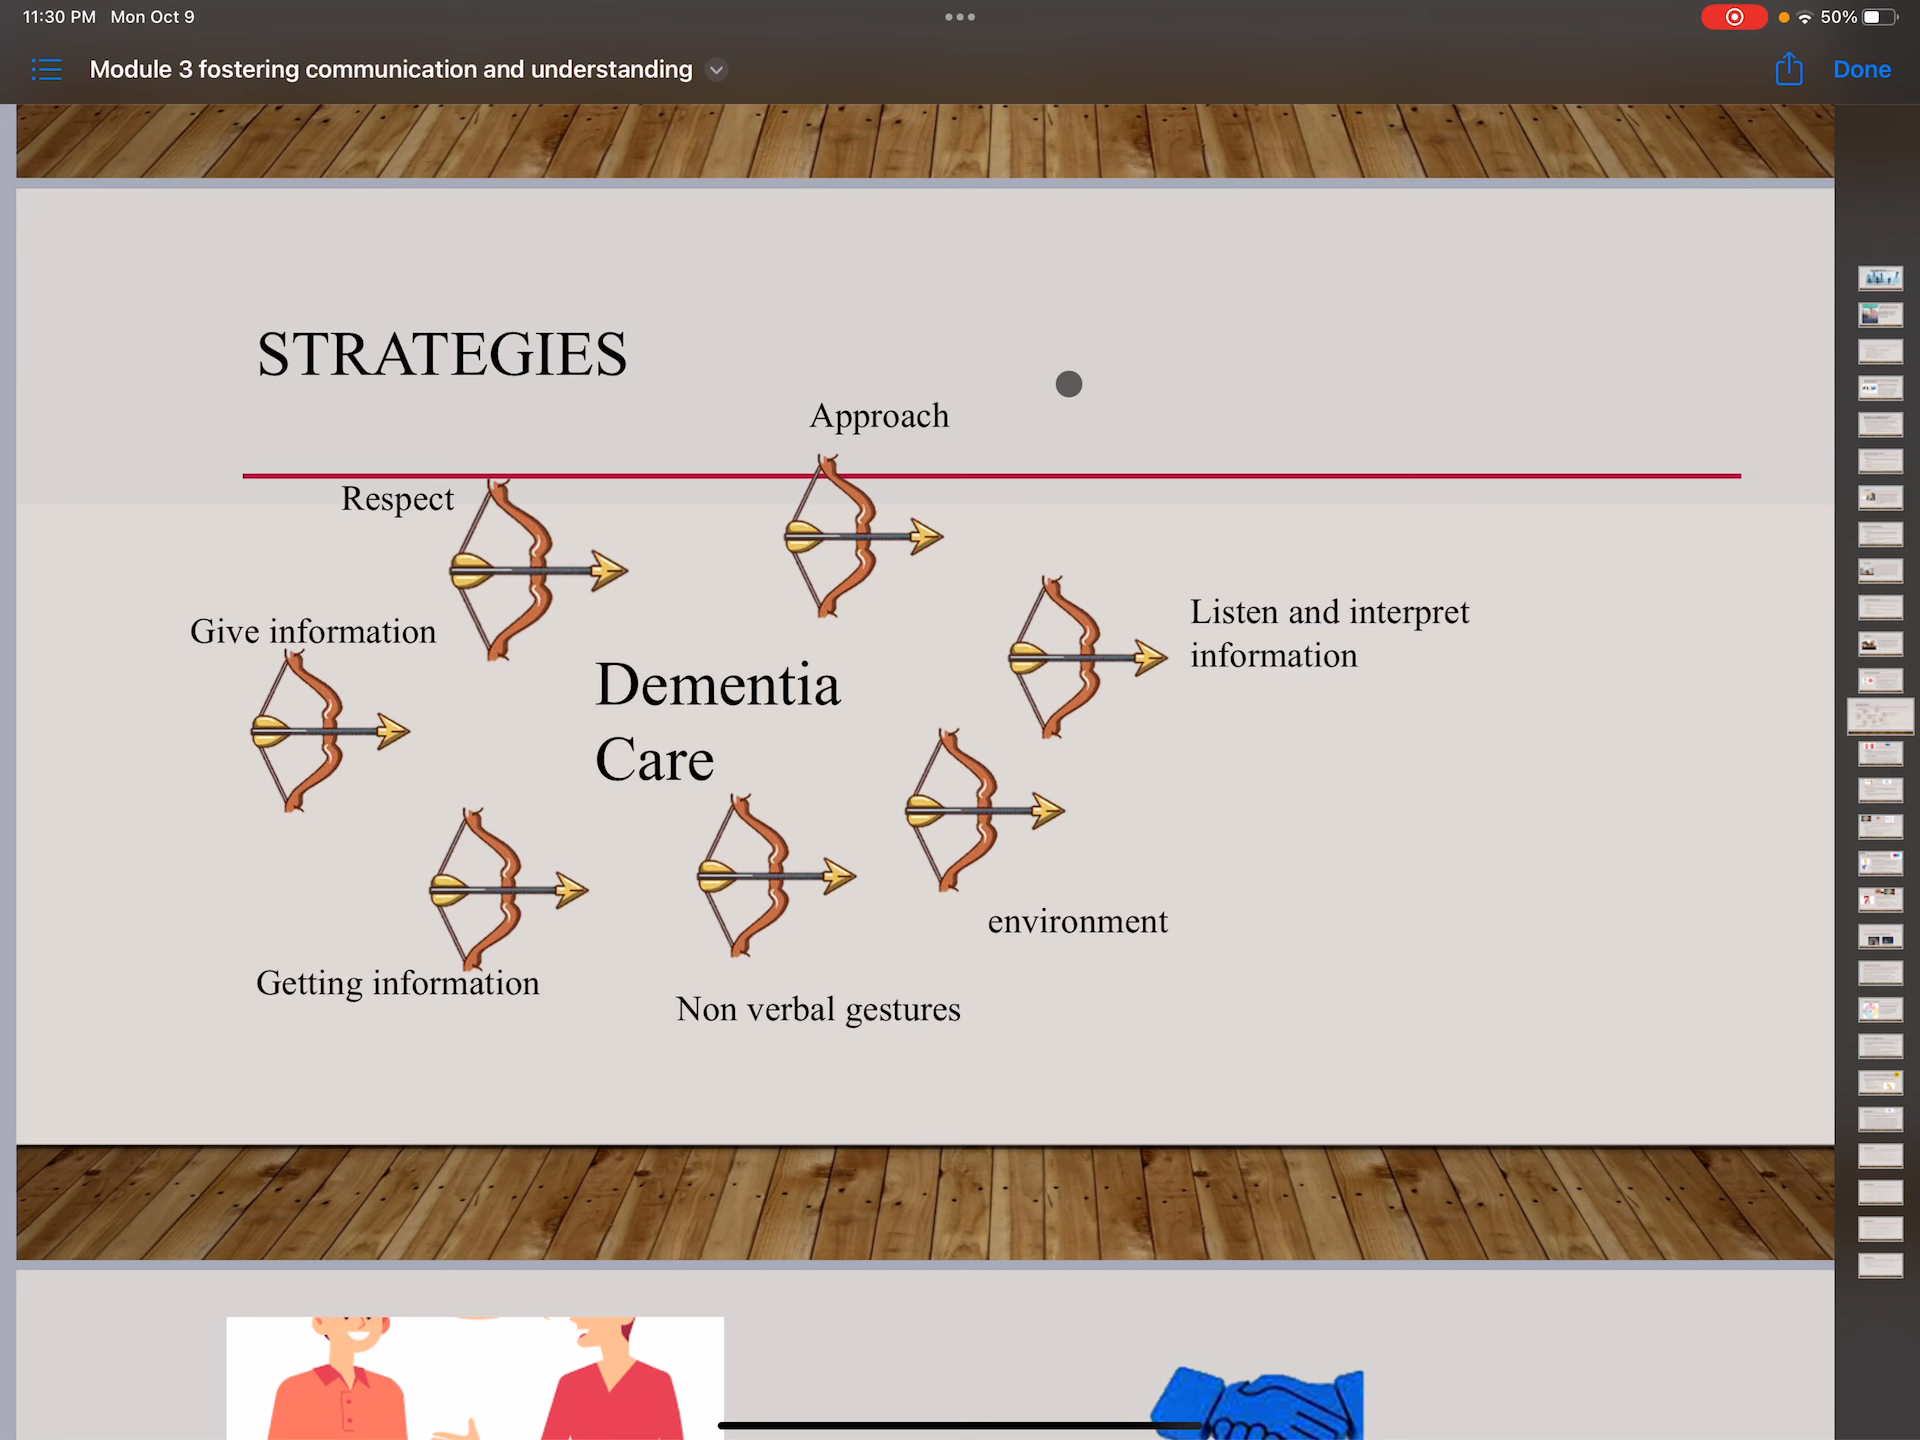 11:30 PM Mon Oct 9
50%
Module 3 fostering communication and understanding
Done
STRATEGIES
Approach
Respect
Listen and interpret
information
Give information
Dementia
Care
environment
Getting information
Non verbal gestures